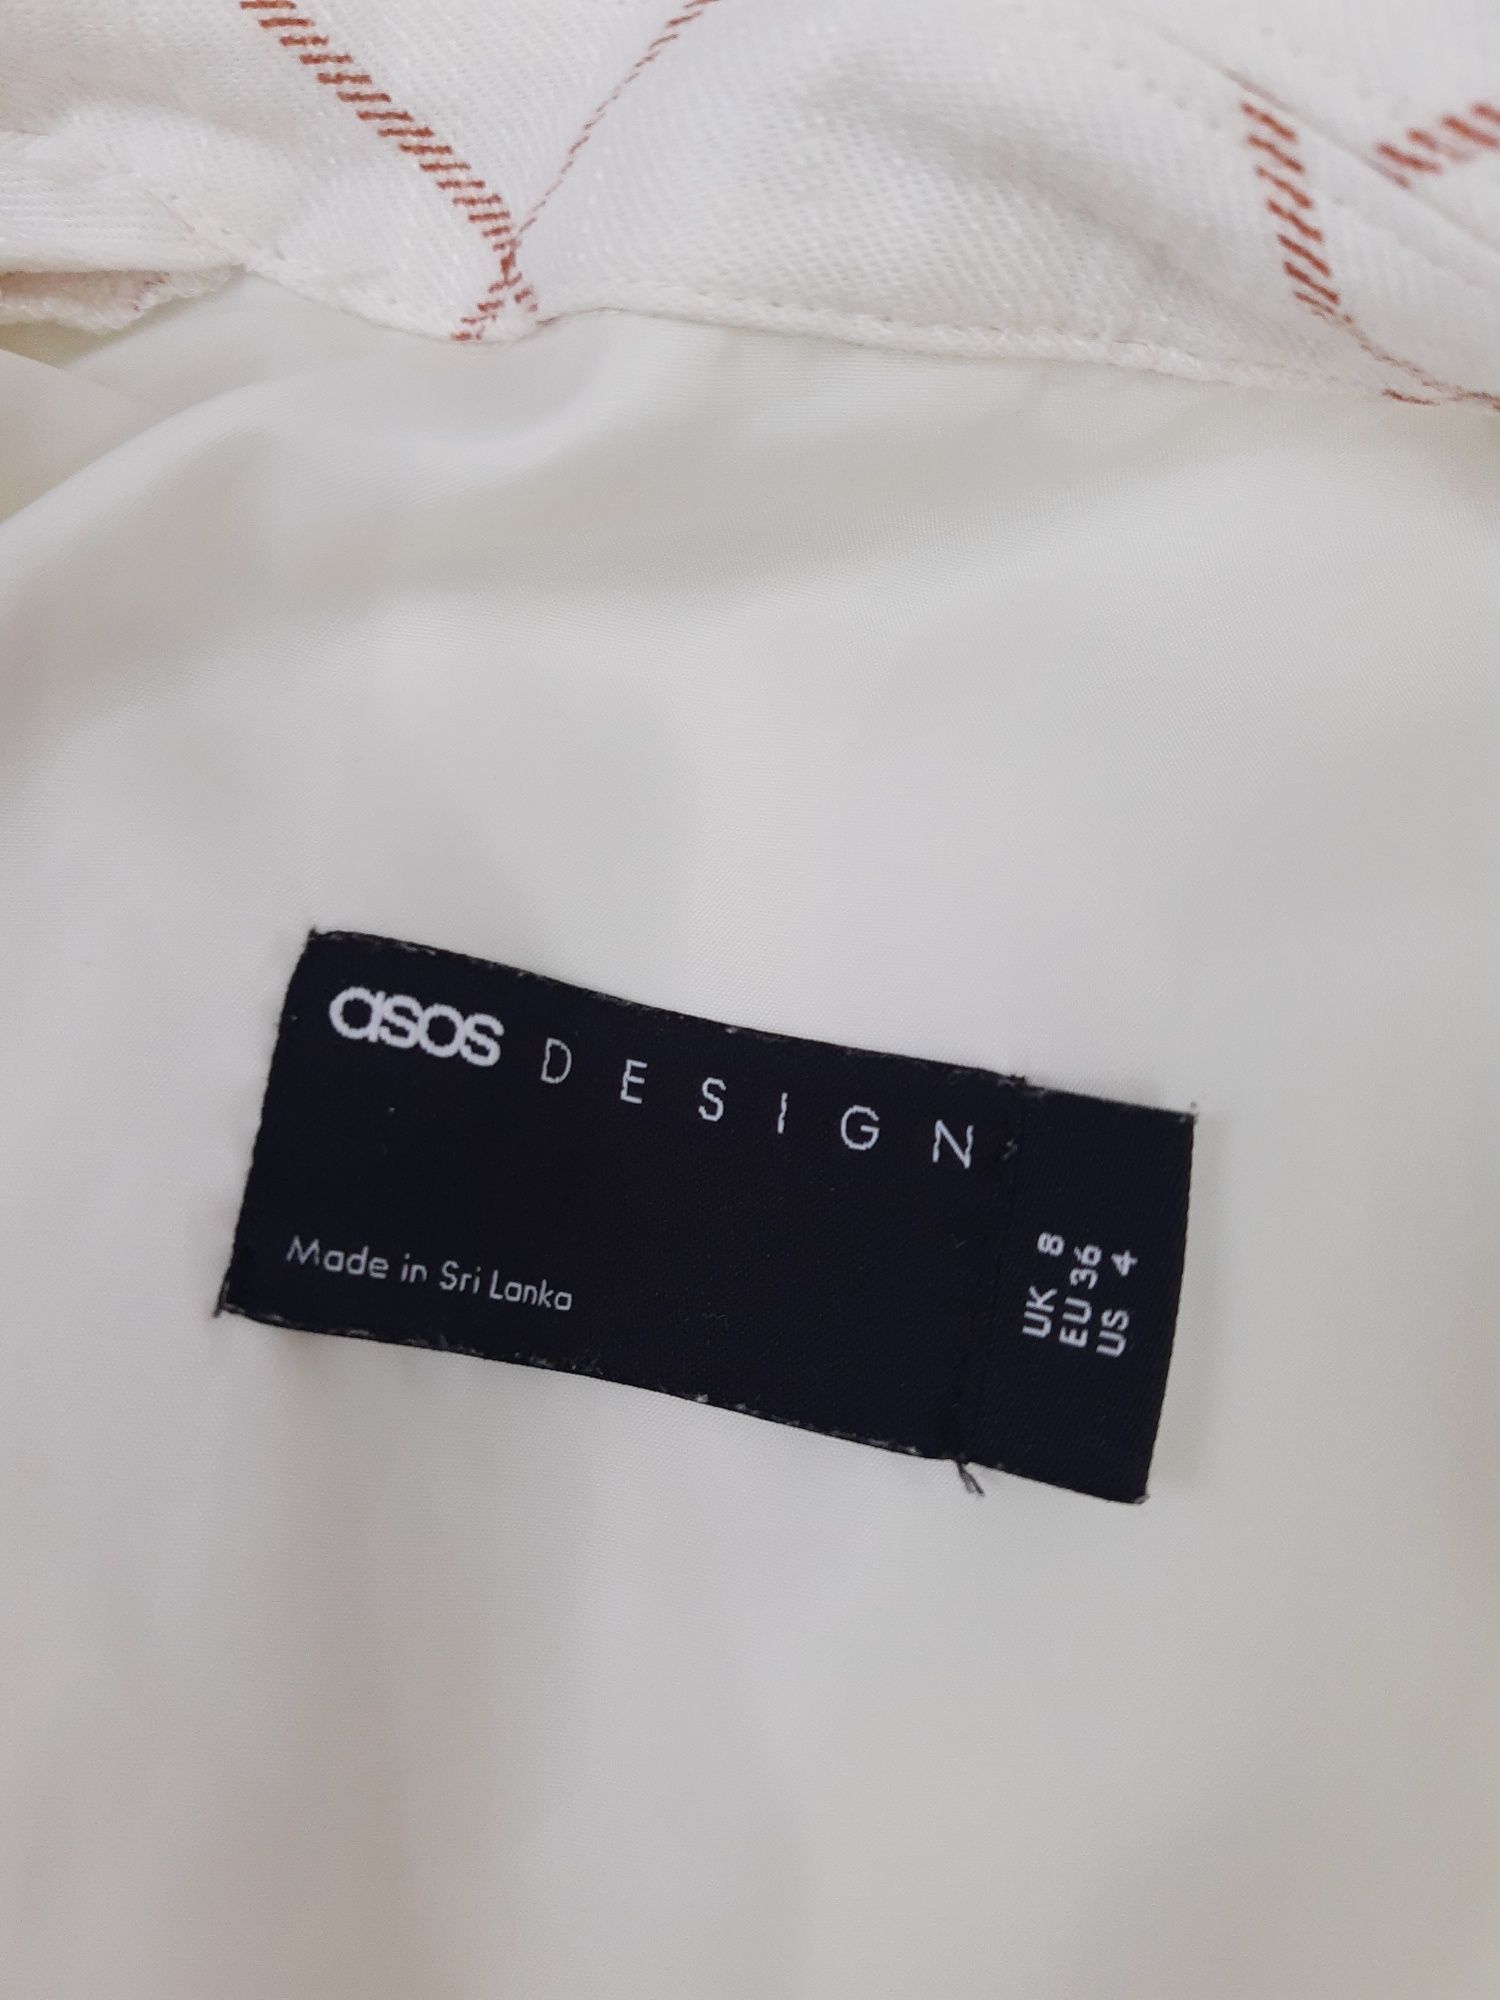 asos DESIGN
Made in Sri Lanka
UK 8
EU 36
US 4